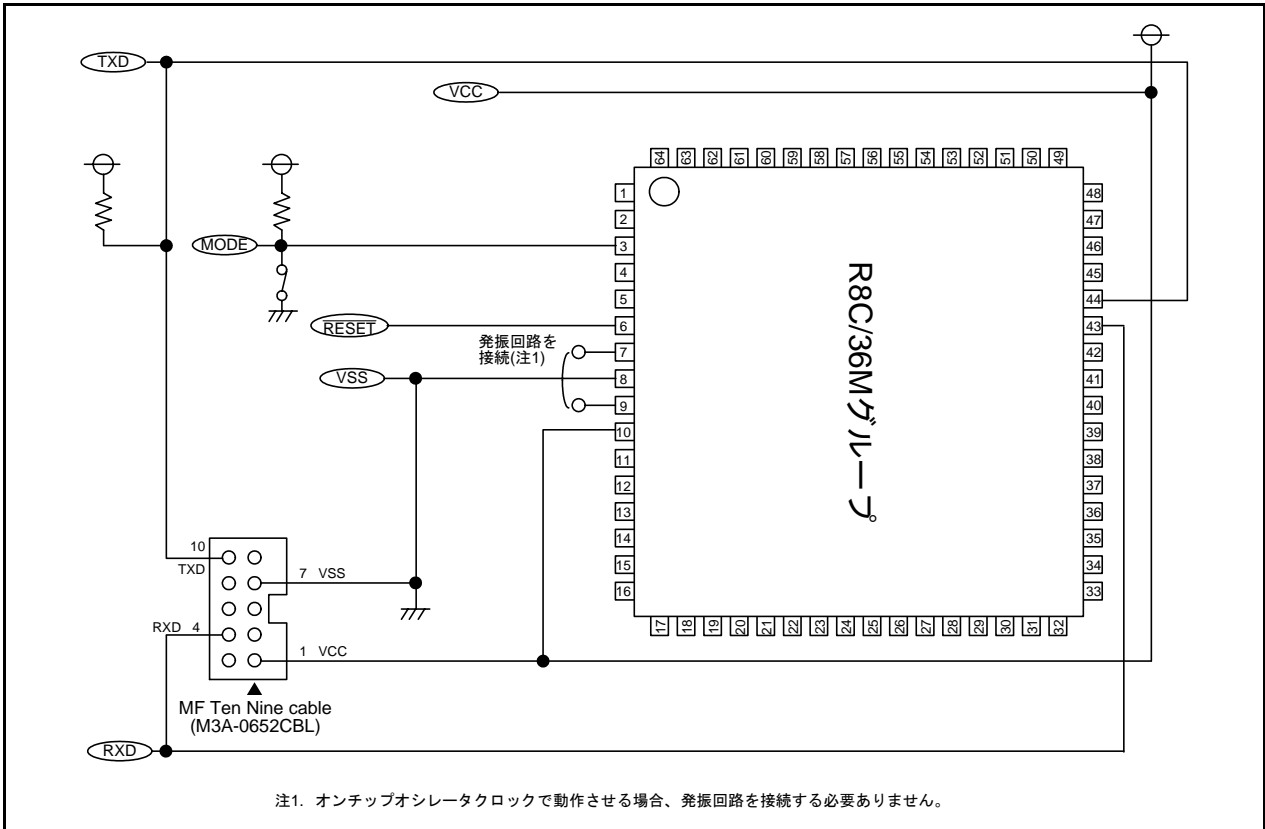 TXD
VCC
64 63 62 61 60 59 58 57 56 55 54 53 52 51 50 49
1
2
MODE
3
4
5
RESET
6
発振回路を
接続(注1)
7
VSS
8
9
10
11
12
13
14
15
16
R8C/36Mグループ
48
47
46
45
44
43
42
41
40
39
38
37
36
35
34
33
17 18 19 20 21 22 23 24 25 26 27 28 29 30 31 32
10
TXD
7 VSS
RXD 4
1 VCC
MF Ten Nine cable
(M3A-0652CBL)
RXD
注1. オンチップオシレータクロックで動作させる場合、発振回路を接続する必要ありません。